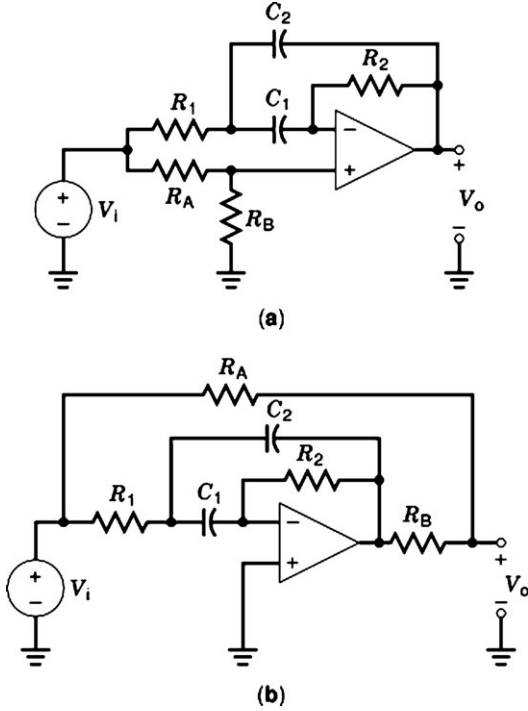 C2
R2
R1
C1
−
+
RA
RB
+
−
Vi
+
Vo
−
(a)
RA
C2
R2
R1
C1
−
+
RB
+
−
Vi
+
Vo
−
(b)